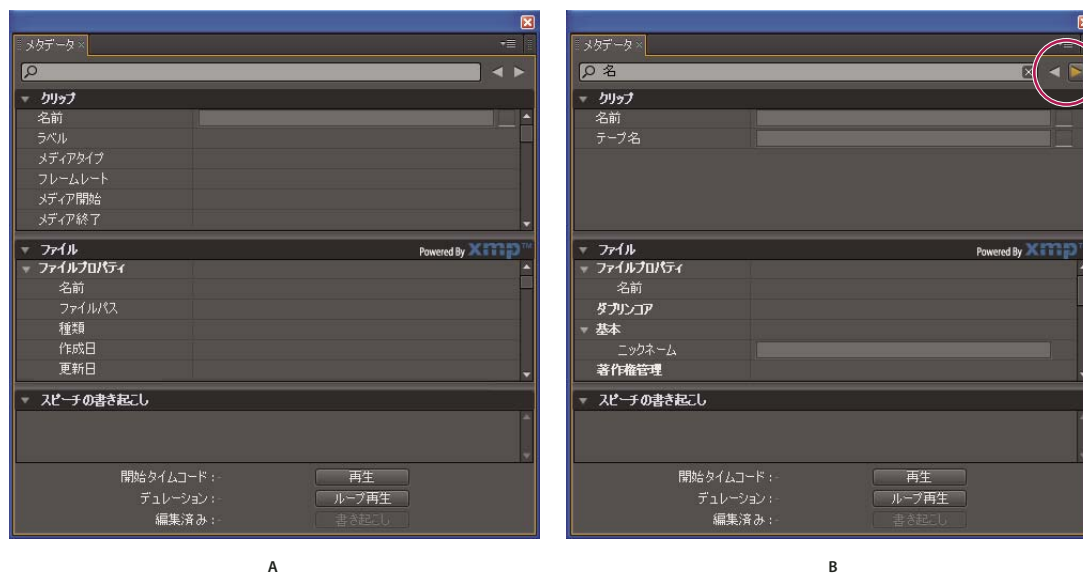 メタデータ ×
クリップ
名前
ラベル
メディアタイプ
フレームレート
メディア開始
メディア終了
ファイル Powered By xmp™
ファイルプロパティ
名前
ファイルパス
種類
作成日
更新日
スピーチの書き起こし
開始タイムコード : - 再生
デュレーション : - ループ再生
編集済み : - 書き起こし
A
メタデータ ×
名
クリップ
名前
テープ名
ファイル Powered By xmp
ファイルプロパティ
名前
ダブリンコア
基本
ニックネーム
著作権管理
スピーチの書き起こし
開始タイムコード : - 再生
デュレーション : - ループ再生
編集済み : - 書き起こし
B